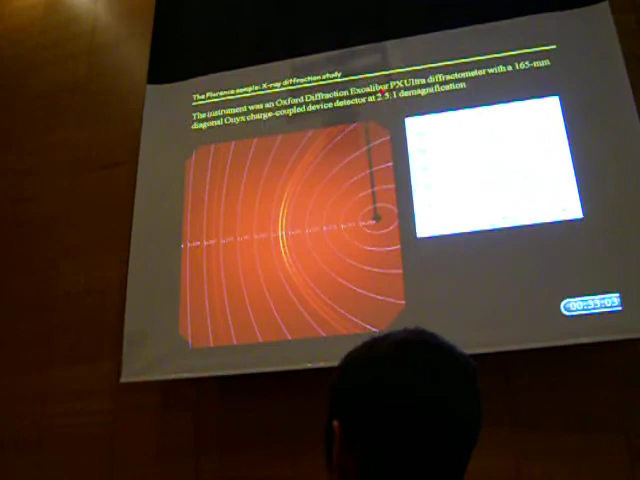 The Florence sample: X-ray diffraction study
The instrument was an Oxford Diffraction Excalibur PX Ultra diffractometer with a 165-mm
diagonal Onyx charge-coupled device detector at 2.5:1 demagnification
00:33:03